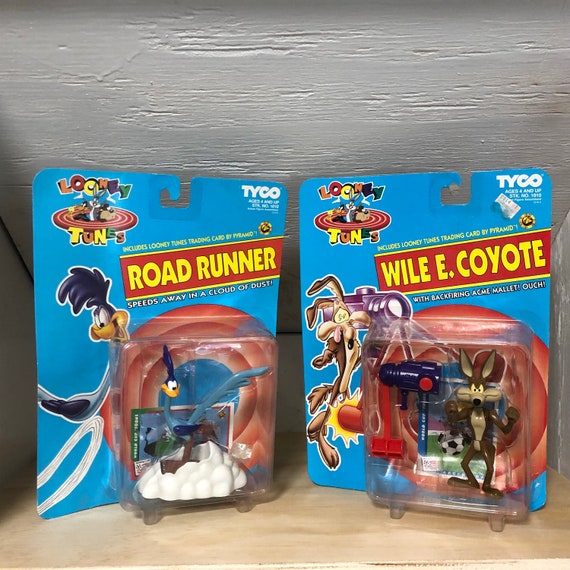 LOONEY
TUNES
TYCO
AGES 4 AND UP
STK. NO. 1010
INCLUDES LOONEY TUNES TRADING CARD BY PYRAMID
ROAD RUNNER
SPEEDS AWAY IN A CLOUD OF DUST!
LOONEY
TUNES
TYCO
AGES 4 AND UP
STK. NO. 1010
INCLUDES LOONEY TUNES TRADING CARD BY PYRAMID
WILE E. COYOTE
WITH BACKFIRING ACME MALLET! OUCH!